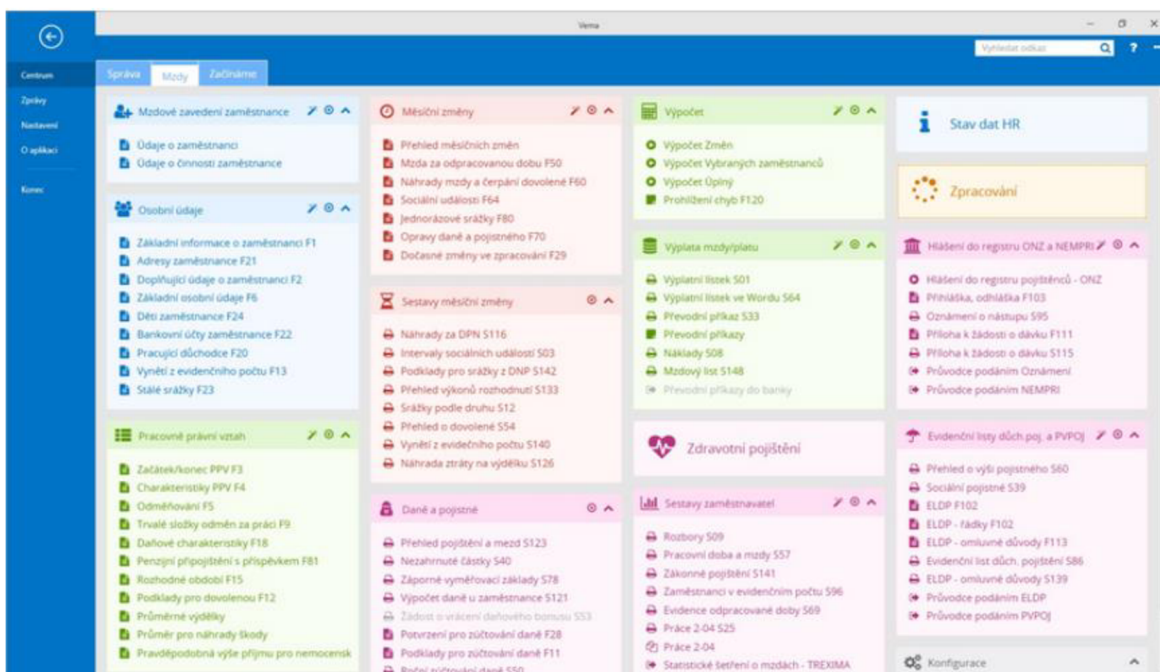 Vema
Vyhledat odkaz
?
Centrum
Zprávy
Nastavení
O aplikaci
Konec
Správa
Mzdy
Začínáme
Mzdové zavedení zaměstnance
Údaje o zaměstnanci
Údaje o činnosti zaměstnance
Osobní údaje
Základní informace o zaměstnanci F1
Adresy zaměstnance F21
Doplňující údaje o zaměstnanci F2
Základní osobní údaje F6
Děti zaměstnance F24
Bankovní účty zaměstnance F22
Pracující důchodce F20
Vynětí z evidenčního počtu F13
Stálé srážky F23
Pracovně právní vztah
Začátek/konec PPV F3
Charakteristiky PPV F4
Odměňování F5
Trvalé složky odměn za práci F9
Daňové charakteristiky F18
Penzijní připojištění s příspěvkem F81
Rozhodné období F15
Podklady pro dovolenou F12
Průměrné výdělky
Průměr pro náhrady škody
Pravděpodobná výše příjmu pro nemocensk
Měsíční změny
Přehled měsíčních změn
Mzda za odpracovanou dobu F50
Náhrady mzdy a čerpání dovolené F60
Sociální události F64
Jednorázové srážky F80
Opravy daně a pojistného F70
Dočasné změny ve zpracování F29
Sestavy měsíční změny
Náhrady za DPN S116
Intervaly sociálních událostí S03
Podklady pro srážky z DNP S142
Přehled výkonů rozhodnutí S133
Srážky podle druhu S12
Přehled o dovolené S54
Vynětí z evidečního počtu S140
Náhrada ztráty na výdělku S126
Daně a pojistné
Přehled pojištění a mezd S123
Nezahrnuté částky S40
Záporné vyměřovací základy S78
Výpočet daně u zaměstnance S121
Žádost o vrácení daňového bonusu S53
Potvrzení pro zúčtování daně F28
Podklady pro zúčtování daně F11
Roční zúčtování daně S50
Výpočet
Výpočet Změn
Výpočet Vybraných zaměstnanců
Výpočet Úplný
Prohlížení chyb F120
Výplata mzdy/platu
Výplatní lístek S01
Výplatní lístek ve Wordu S64
Převodní příkaz S33
Převodní příkazy
Náklady S08
Mzdový list S148
Převodní příkazy do banky
Zdravotní pojištění
Sestavy zaměstnavatel
Rozbory S09
Pracovní doba a mzdy S57
Zákonné pojištění S141
Zaměstnanci v evidenčním počtu S96
Evidence odpracované doby S69
Práce 2-04 S25
Práce 2-04
Statistické šetření o mzdách - TREXIMA
Stav dat HR
Zpracování
Hlášení do registru ONZ a NEMPRI
Hlášení do registru pojištěnců - ONZ
Přihláška, odhláška F103
Oznámení o nástupu S95
Příloha k žádosti o dávku F111
Příloha k žádosti o dávku S115
Průvodce podáním Oznámení
Průvodce podáním NEMPRI
Evidenční listy důch. poj. a PVPOJ
Přehled o výši pojistného S60
Sociální pojistné S39
ELDP F102
ELDP - řádky F102
ELDP - omluvné důvody F113
Evidenční list důch. pojištění S86
ELDP - omluvné důvody S139
Průvodce podáním ELDP
Průvodce podáním PVPOJ
Konfigurace